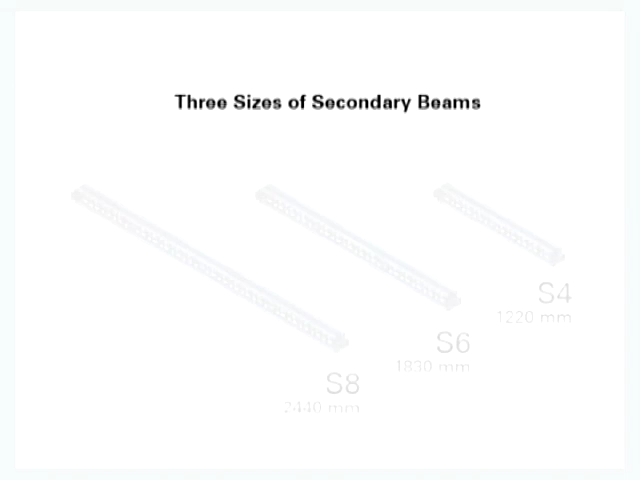 Three Sizes of Secondary Beams
S4
1220 mm
S6
1830 mm
S8
2440 mm